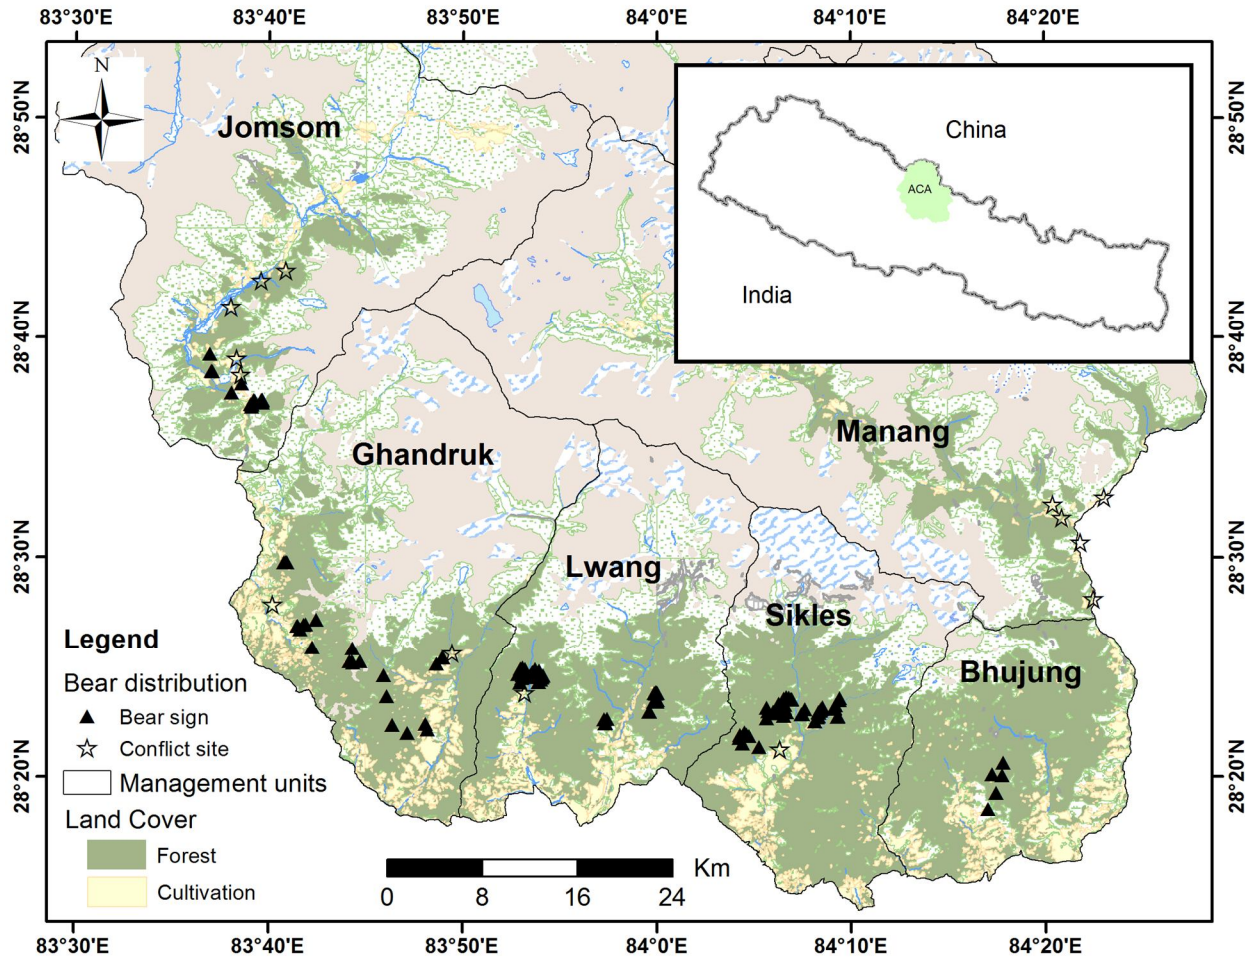 83°30'E 83°40'E 83°50'E 84°0'E 84°10'E 84°20'E
28°50'N 28°50'N
28°40'N 28°40'N
28°30'N 28°30'N
28°20'N 28°20'N
N
Jomsom
China
ACA
India
Manang
Ghandruk
Lwang
Sikles
Bhujung
Legend
Bear distribution
Bear sign
Conflict site
Management units
Land Cover
Forest
Cultivation
Km
0 8 16 24
83°30'E 83°40'E 83°50'E 84°0'E 84°10'E 84°20'E